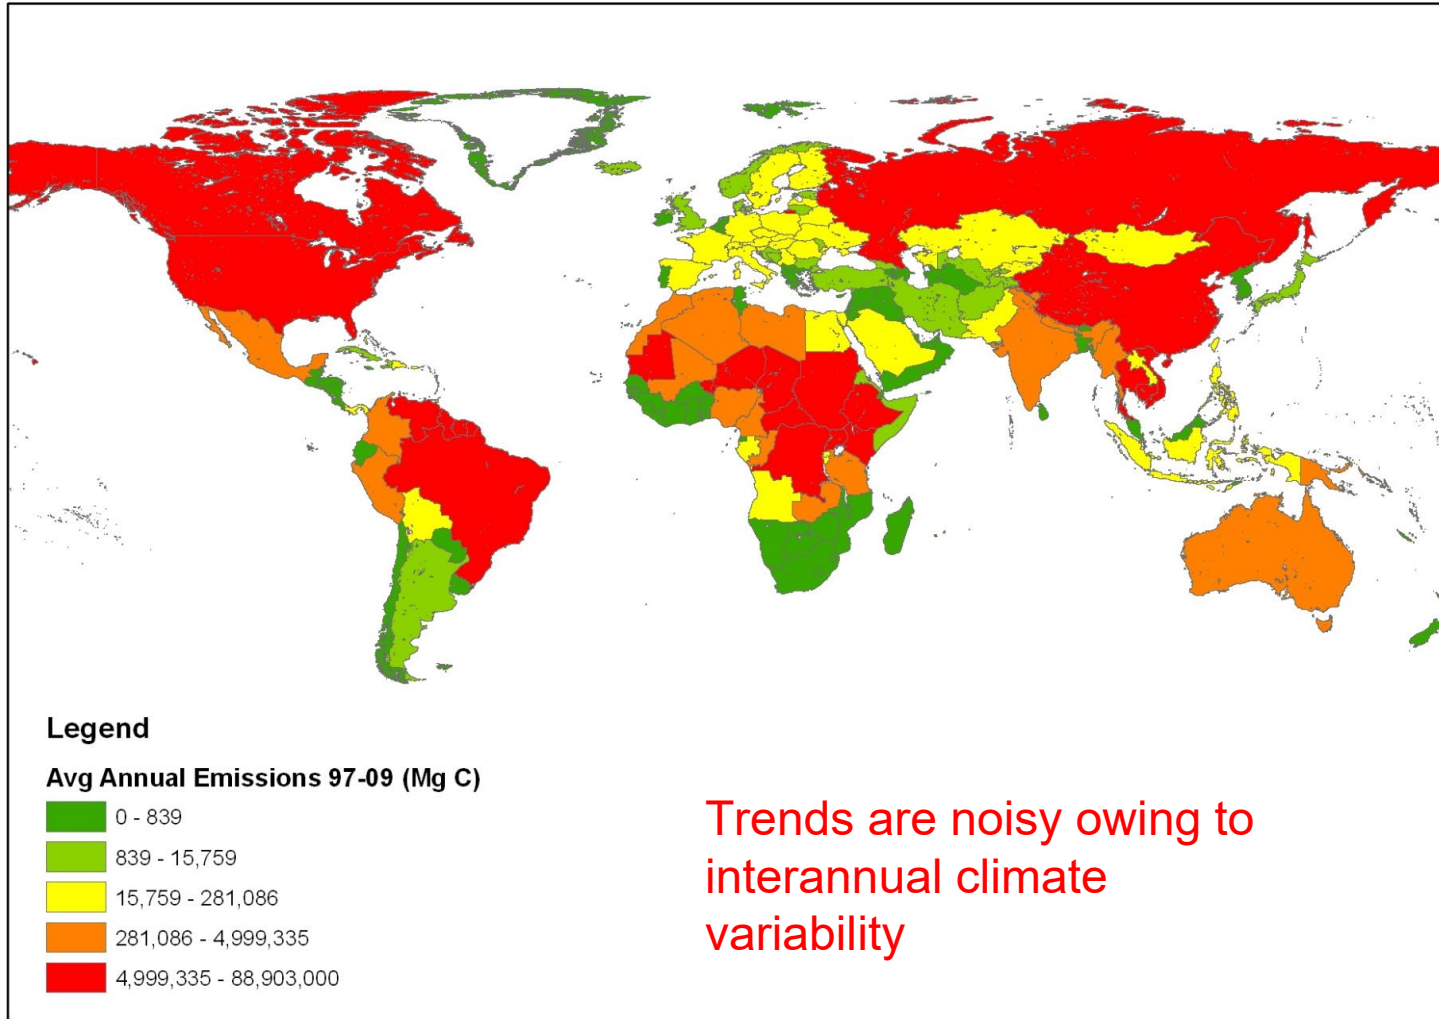 Legend
Avg Annual Emissions 97-09 (Mg C)
0 - 839
839 - 15,759
15,759 - 281,086
281,086 - 4,999,335
4,999,335 - 88,903,000
Trends are noisy owing to
interannual climate
variability